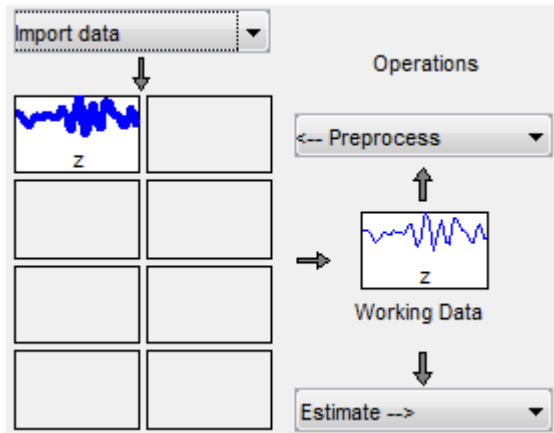 Import data
Operations
z
<-- Preprocess
z
Working Data
Estimate -->